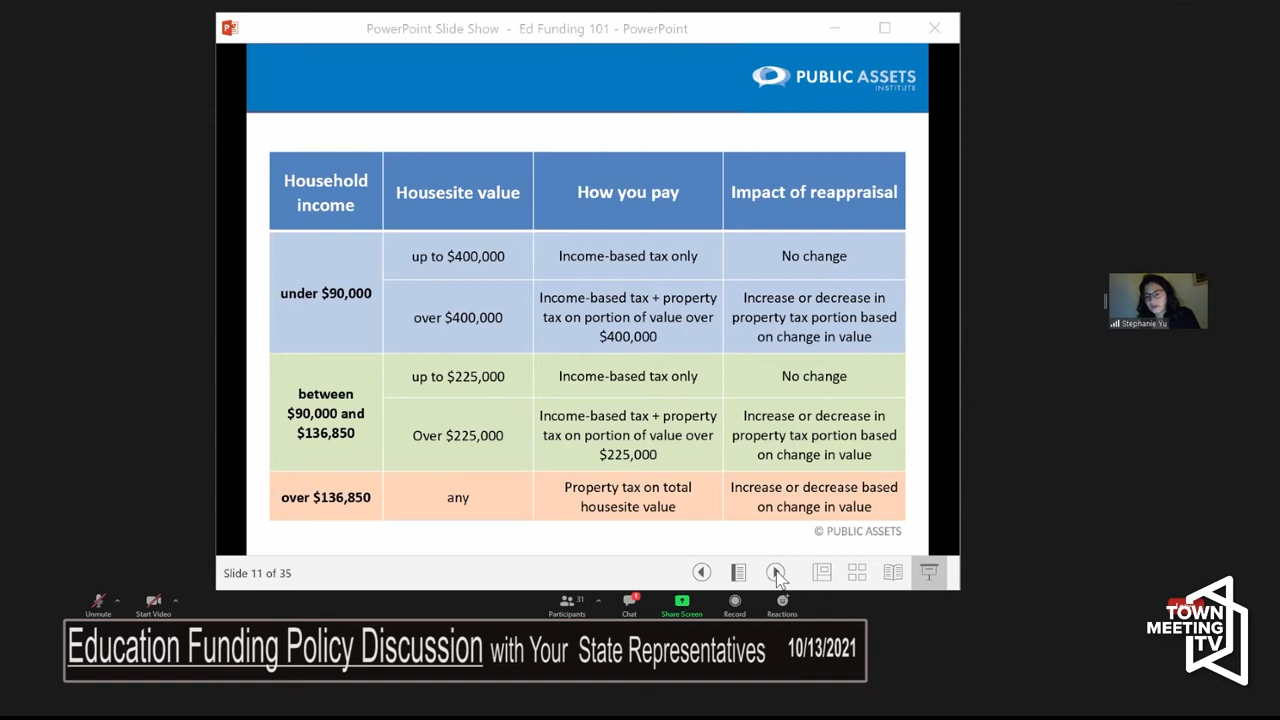 PowerPoint Slide Show - Ed Funding 101 - PowerPoint
PUBLIC ASSETS
INSTITUTE
Household
income
Housesite value
How you pay
Impact of reappraisal
under $90,000
up to $400,000
Income-based tax only
No change
over $400,000
Income-based tax + property
tax on portion of value over
$400,000
Increase or decrease in
property tax portion based
on change in value
between
$90,000 and
$136,850
up to $225,000
Income-based tax only
No change
Over $225,000
Income-based tax + property
tax on portion of value over
$225,000
Increase or decrease in
property tax portion based
on change in value
over $136,850
any
Property tax on total
housesite value
Increase or decrease based
on change in value
© PUBLIC ASSETS
Slide 11 of 35
Stephanie Yu
Unmute
Start Video
31
Participants
1
Chat
Share Screen
Record
Reactions
Education Funding Policy Discussion with Your State Representatives 10/13/2021
TOWN
MEETING
TV